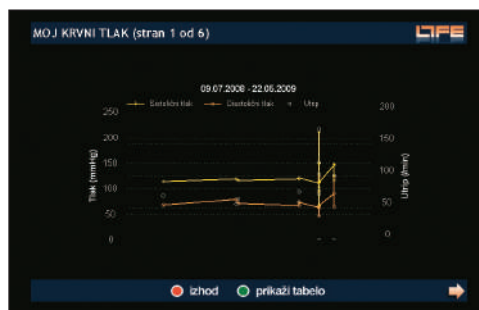 MOJ KRVNI TLAK (stran 1 od 6)
LIFE
09.07.2008 - 22.05.2009
Sistolični tlak Diastolični tlak Utrip
250
200
150
100
50
0
Tlak (mmHg)
200
150
100
50
0
Utrip (/min)
izhod prikaži tabelo